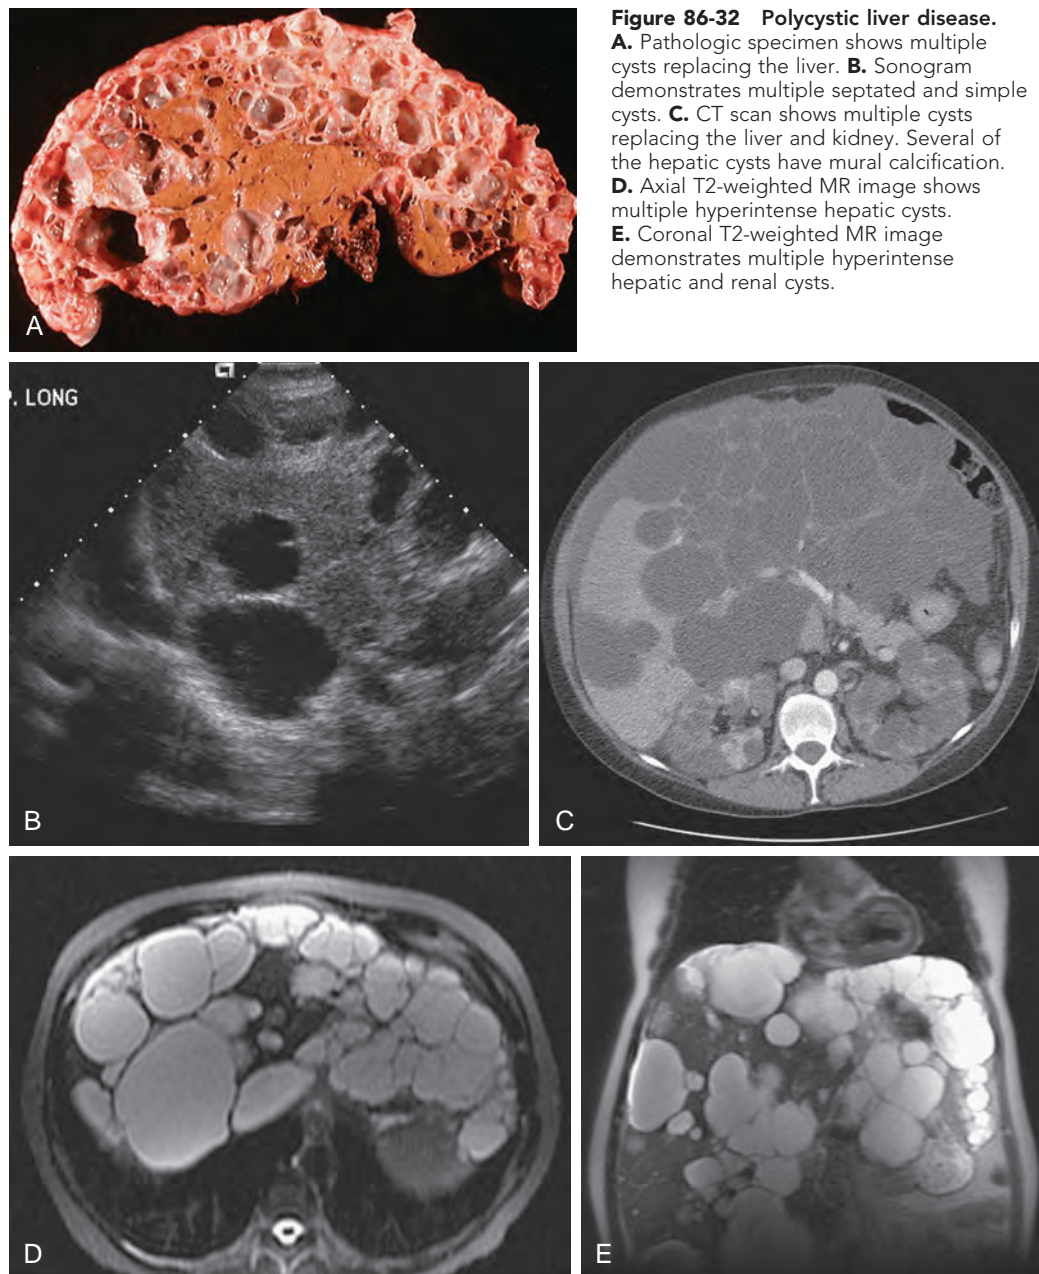 Figure 86-32 Polycystic liver disease.
A. Pathologic specimen shows multiple
cysts replacing the liver. B. Sonogram
demonstrates multiple septated and simple
cysts. C. CT scan shows multiple cysts
replacing the liver and kidney. Several of
the hepatic cysts have mural calcification.
D. Axial T2-weighted MR image shows
multiple hyperintense hepatic cysts.
E. Coronal T2-weighted MR image
demonstrates multiple hyperintense
hepatic and renal cysts.
A
. LONG
B
C
D
E